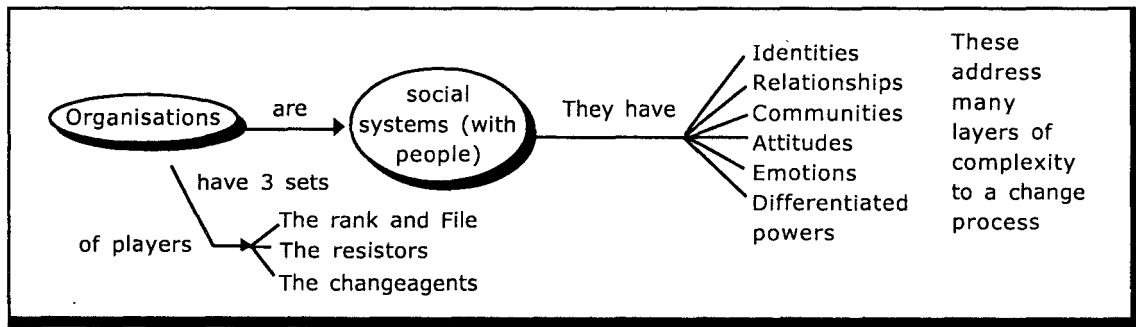 Organisations
are
social
systems (with
people)
They have
Identities
Relationships
Communities
Attitudes
Emotions
Differentiated
powers
These
address
many
layers of
complexity
to a change
process
have 3 sets
of players
The rank and File
The resistors
The changeagents